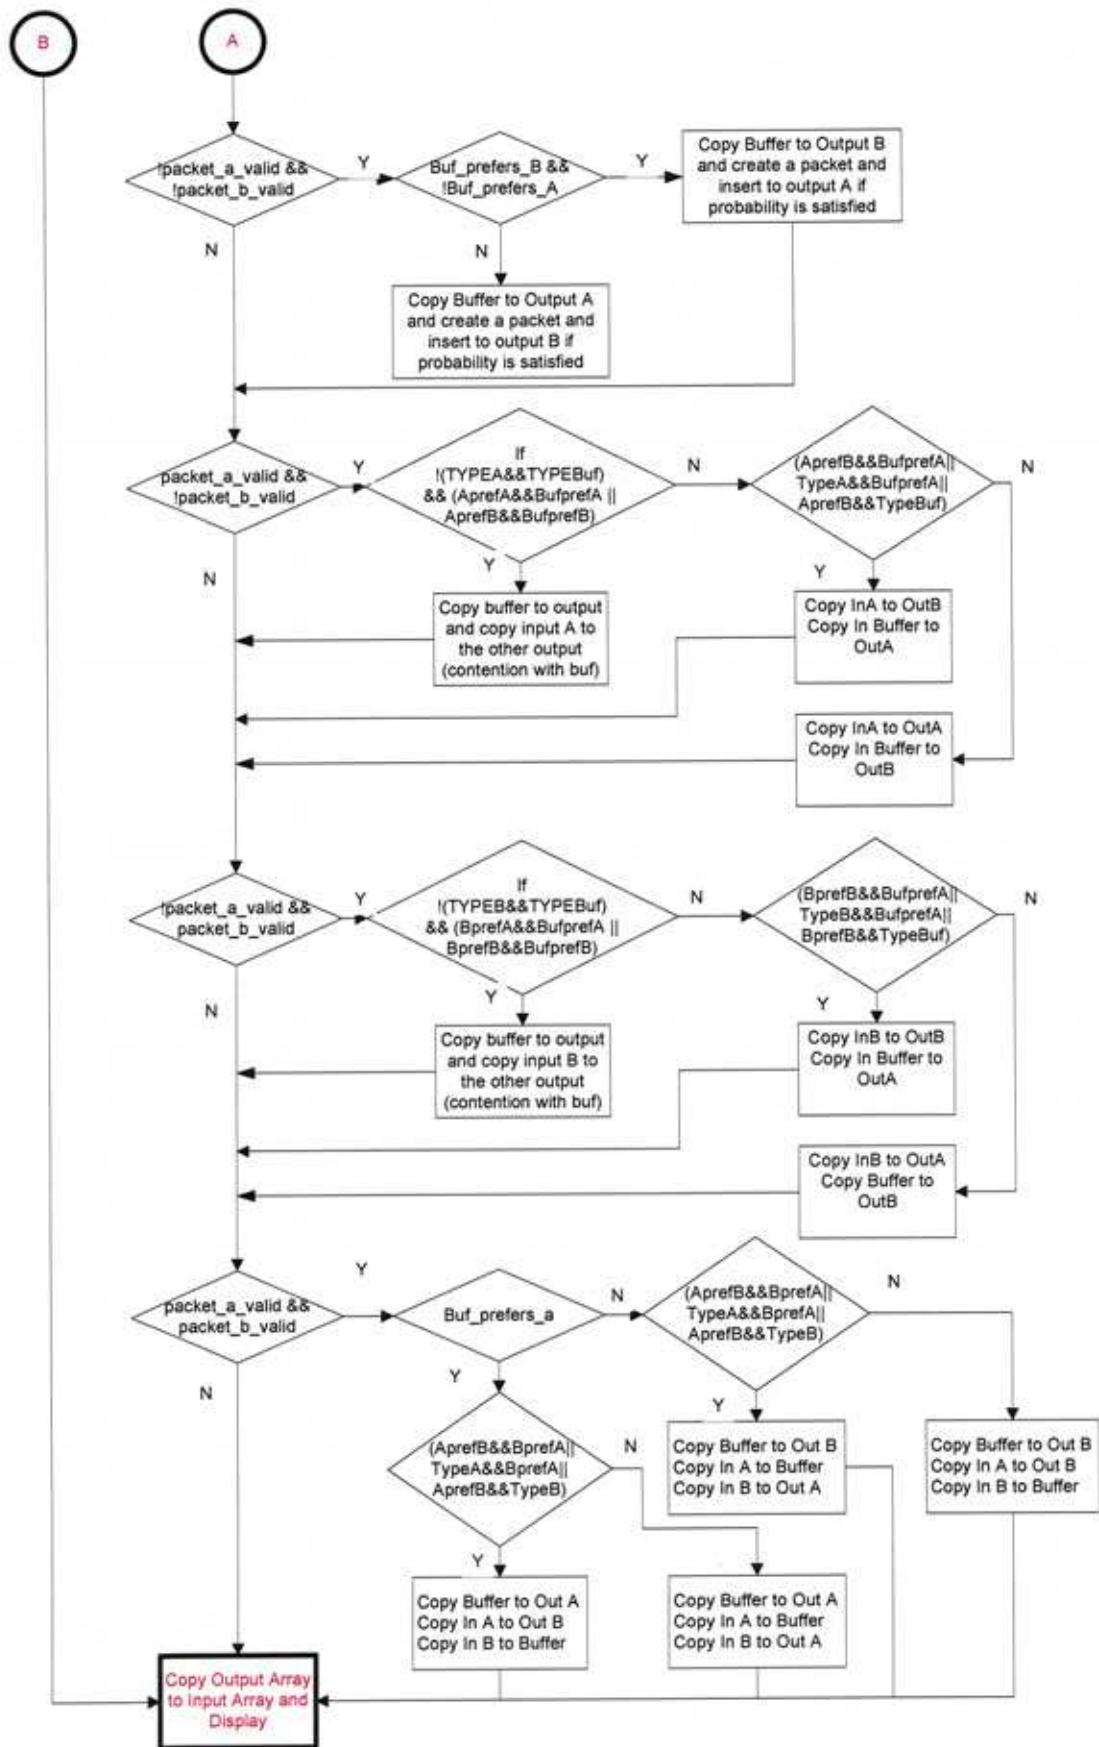 B
A
!packet_a_valid &&
!packet_b_valid
Y
Buf_prefers_B &&
!Buf_prefers_A
Y
Copy Buffer to Output B
and create a packet and
insert to output A if
probability is satisfied
N
N
Copy Buffer to Output A
and create a packet and
insert to output B if
probability is satisfied
packet_a_valid &&
!packet_b_valid
Y
If
!(TYPEA&&TYPEBuf)
&& (AprefA&&BufprefA ||
AprefB&&BufprefB)
N
(AprefB&&BufprefA||
TypeA&&BufprefA||
AprefB&&TypeBuf)
N
N
Y
Y
Copy buffer to output
and copy input A to
the other output
(contention with buf)
Copy InA to OutB
Copy In Buffer to
OutA
Copy InA to OutA
Copy In Buffer to
OutB
!packet_a_valid &&
packet_b_valid
Y
If
!(TYPEB&&TYPEBuf)
&& (BprefA&&BufprefA ||
BprefB&&BufprefB)
N
(BprefB&&BufprefA||
TypeB&&BufprefA||
BprefB&&TypeBuf)
N
N
Y
Y
Copy buffer to output
and copy input B to
the other output
(contention with buf)
Copy InB to OutB
Copy In Buffer to
OutA
Copy InB to OutA
Copy Buffer to
OutB
packet_a_valid &&
packet_b_valid
Y
Buf_prefers_a
N
(AprefB&&BprefA||
TypeA&&BprefA||
AprefB&&TypeB)
N
N
Y
(AprefB&&BprefA||
TypeA&&BprefA||
AprefB&&TypeB)
N
Y
Copy Buffer to Out B
Copy In A to Buffer
Copy In B to Out A
Copy Buffer to Out B
Copy In A to Out B
Copy In B to Buffer
Y
Copy Buffer to Out A
Copy In A to Out B
Copy In B to Buffer
Copy Buffer to Out A
Copy In A to Buffer
Copy In B to Out A
Copy Output Array
to Input Array and
Display